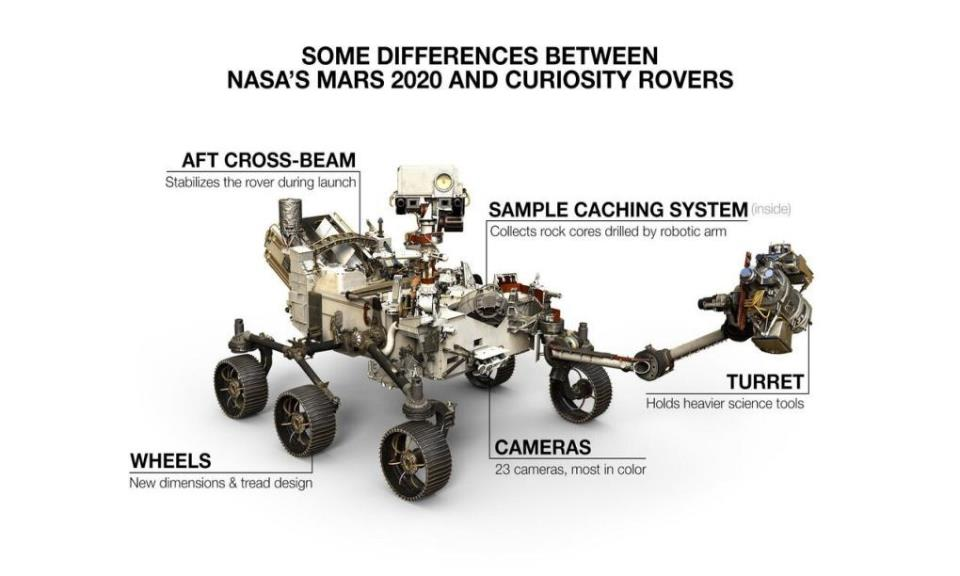 SOME DIFFERENCES BETWEEN
NASA'S MARS 2020 AND CURIOSITY ROVERS
AFT CROSS-BEAM
Stabilizes the rover during launch
SAMPLE CACHING SYSTEM (inside)
Collects rock cores drilled by robotic arm
TURRET
Holds heavier science tools
CAMERAS
23 cameras, most in color
WHEELS
New dimensions & tread design